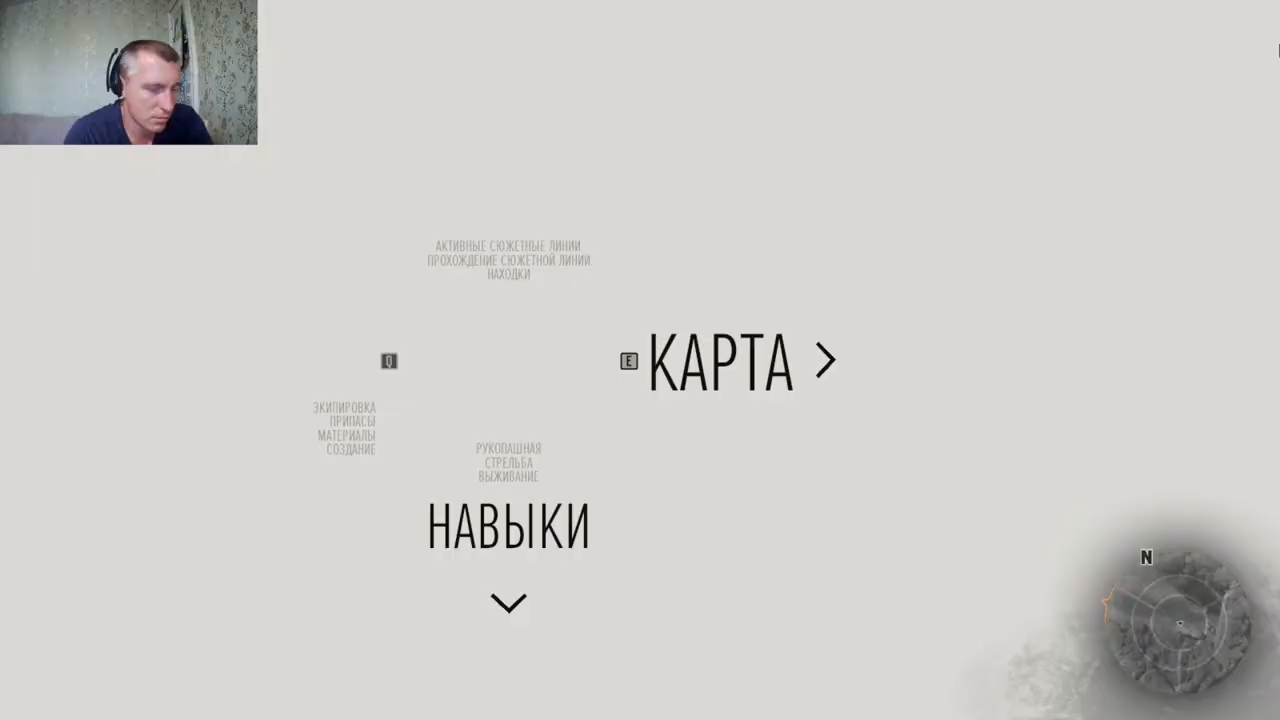 АКТИВНЫЕ СЮЖЕТНЫЕ ЛИНИИ
ПРОХОЖДЕНИЕ СЮЖЕТНОЙ ЛИНИИ
НАХОДКИ
Q
E КАРТА
ЭКИПИРОВКА
ПРИПАСЫ
МАТЕРИАЛЫ
СОЗДАНИЕ
РУКОПАШНАЯ
СТРЕЛЬБА
ВЫЖИВАНИЕ
НАВЫКИ
N